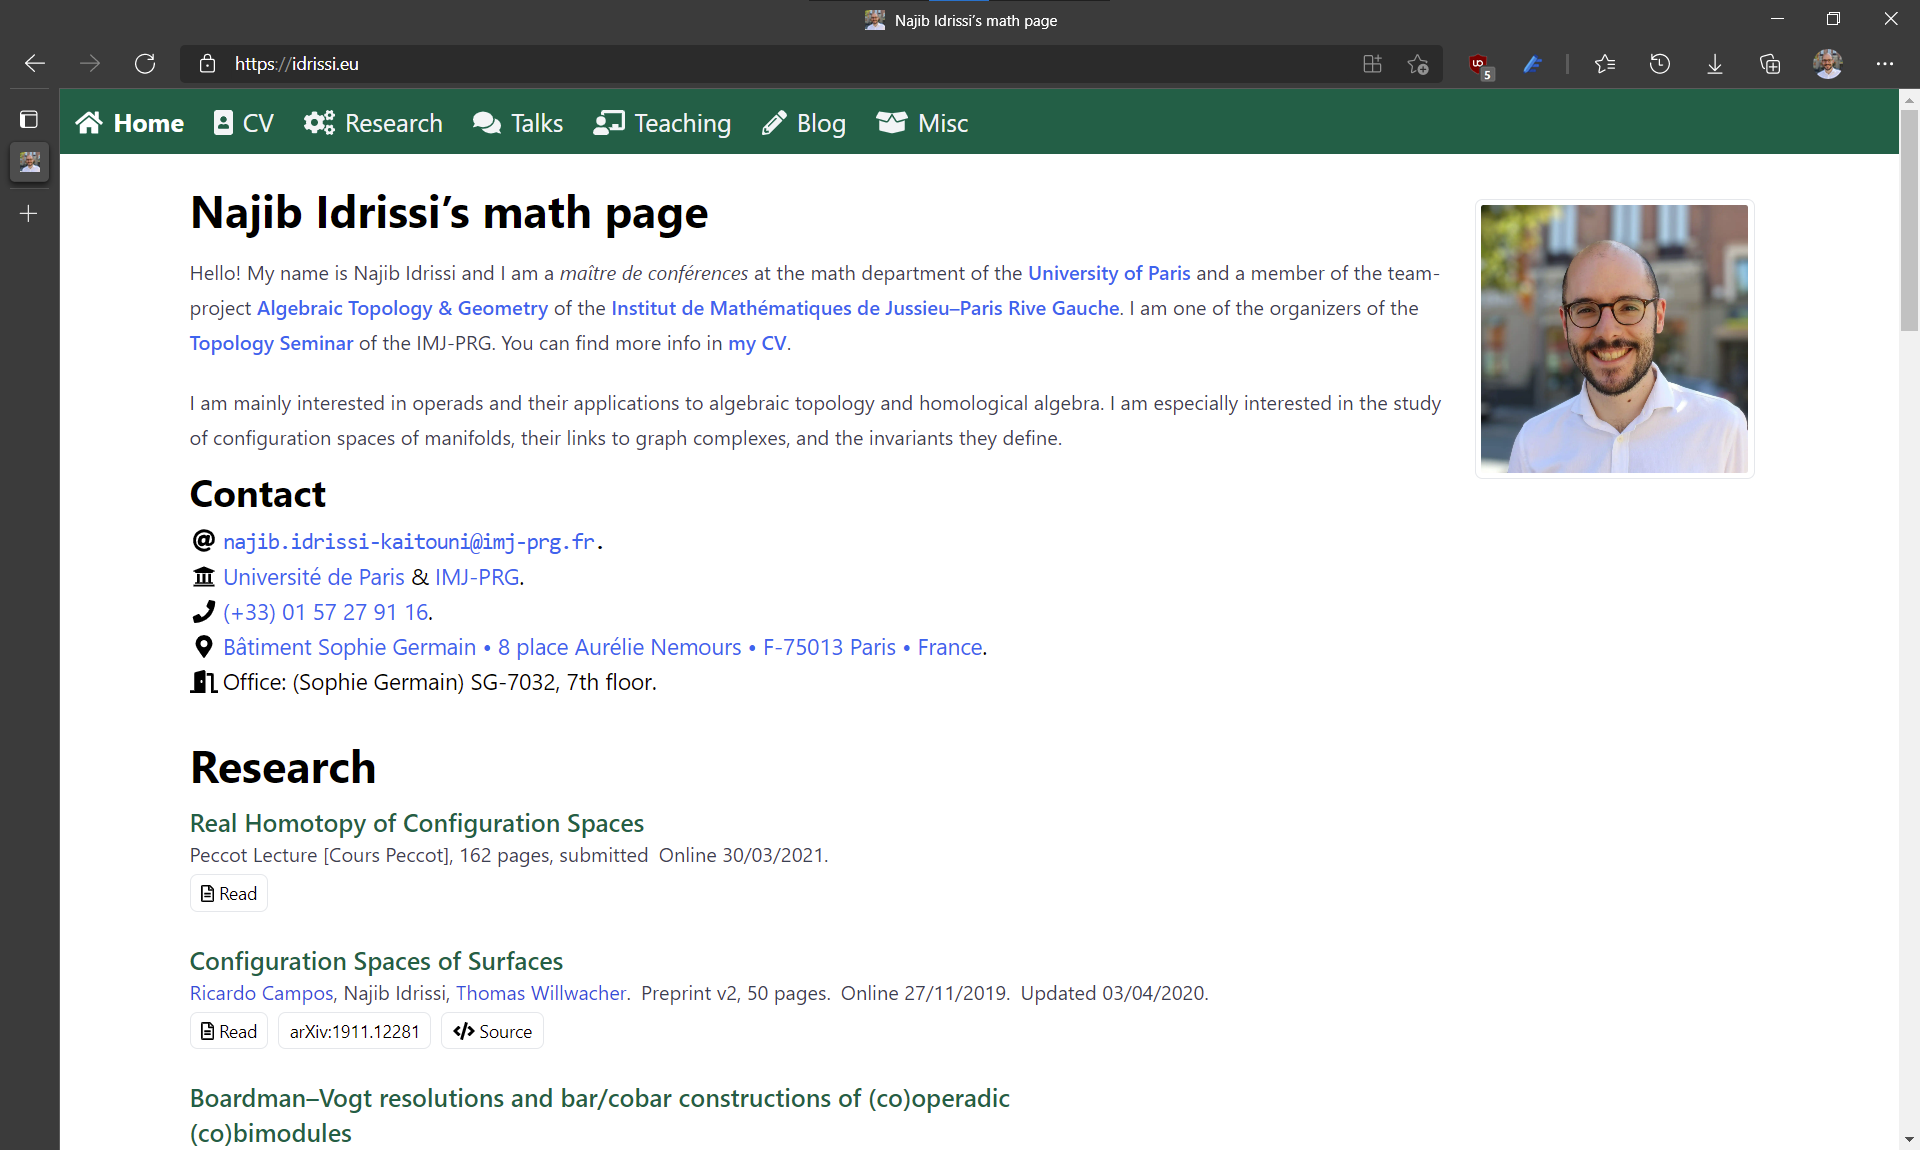 Najib Idrissi’s math page
https://idrissi.eu
5
Home CV Research Talks Teaching Blog Misc
Najib Idrissi’s math page
Hello! My name is Najib Idrissi and I am a maître de conférences at the math department of the University of Paris and a member of the team-
project Algebraic Topology & Geometry of the Institut de Mathématiques de Jussieu–Paris Rive Gauche. I am one of the organizers of the
Topology Seminar of the IMJ-PRG. You can find more info in my CV.
I am mainly interested in operads and their applications to algebraic topology and homological algebra. I am especially interested in the study
of configuration spaces of manifolds, their links to graph complexes, and the invariants they define.
Contact
najib.idrissi-kaitouni@imj-prg.fr.
Université de Paris & IMJ-PRG.
(+33) 01 57 27 91 16.
Bâtiment Sophie Germain • 8 place Aurélie Nemours • F-75013 Paris • France.
Office: (Sophie Germain) SG-7032, 7th floor.
Research
Real Homotopy of Configuration Spaces
Peccot Lecture [Cours Peccot], 162 pages, submitted Online 30/03/2021.
Read
Configuration Spaces of Surfaces
Ricardo Campos, Najib Idrissi, Thomas Willwacher. Preprint v2, 50 pages. Online 27/11/2019. Updated 03/04/2020.
Read arXiv:1911.12281 Source
Boardman–Vogt resolutions and bar/cobar constructions of (co)operadic
(co)bimodules